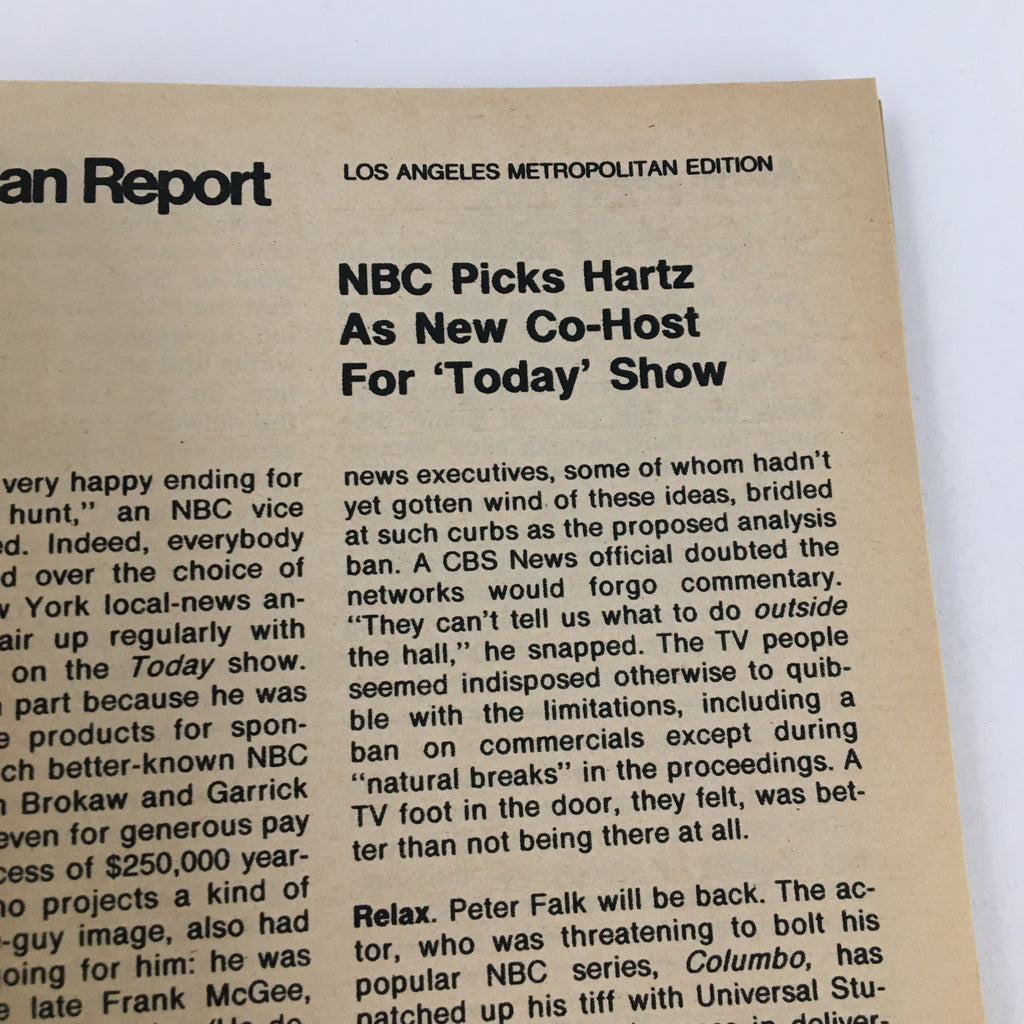 an Report
LOS ANGELES METROPOLITAN EDITION
NBC Picks Hartz
As New Co-Host
For ‘Today’ Show
very happy ending for
hunt,” an NBC vice
ed. Indeed, everybody
d over the choice of
w York local-news an-
air up regularly with
on the Today show.
part because he was
e products for spon-
ch better-known NBC
n Brokaw and Garrick
even for generous pay
cess of $250,000 year-
ho projects a kind of
-guy image, also had
going for him: he was
e late Frank McGee,
news executives, some of whom hadn’t
yet gotten wind of these ideas, bridled
at such curbs as the proposed analysis
ban. A CBS News official doubted the
networks would forgo commentary.
“They can’t tell us what to do outside
the hall,” he snapped. The TV people
seemed indisposed otherwise to quib-
ble with the limitations, including a
ban on commercials except during
“natural breaks” in the proceedings. A
TV foot in the door, they felt, was bet-
ter than not being there at all.
Relax. Peter Falk will be back. The ac-
tor, who was threatening to bolt his
popular NBC series, Columbo, has
patched up his tiff with Universal Stu-
in deliver-